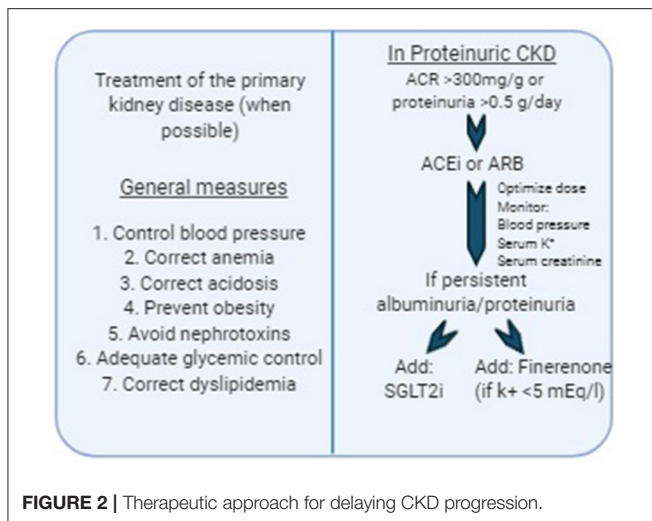 Treatment of the primary
kidney disease (when
possible)
General measures
1. Control blood pressure
2. Correct anemia
3. Correct acidosis
4. Prevent obesity
5. Avoid nephrotoxins
6. Adequate glycemic control
7. Correct dyslipidemia
In Proteinuric CKD
ACR >300mg/g or
proteinuria >0.5 g/day
ACEi or ARB
Optimize dose
Monitor:
Blood pressure
Serum K⁺
Serum creatinine
If persistent
albuminuria/proteinuria
Add:
SGLT2i
Add: Finerenone
(if k+ <5 mEq/l)
FIGURE 2 | Therapeutic approach for delaying CKD progression.